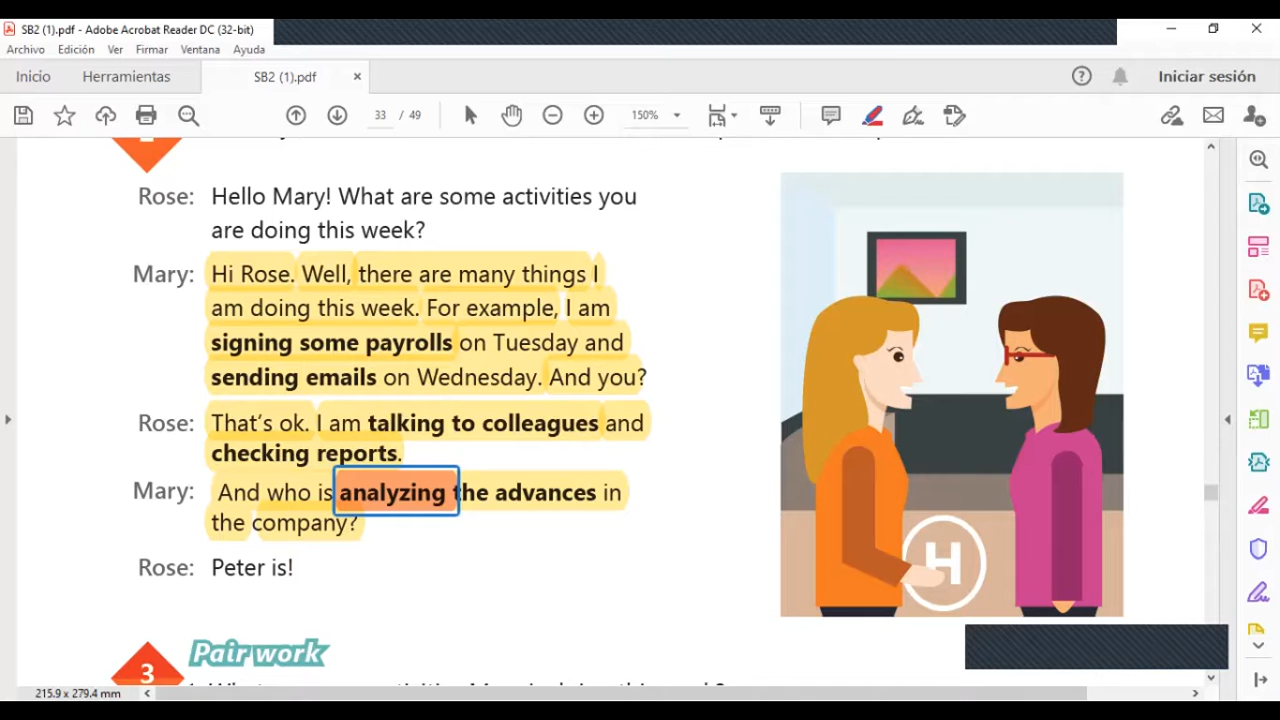 SB2 (1).pdf - Adobe Acrobat Reader DC (32-bit)
Archivo Edición Ver Firmar Ventana Ayuda
Inicio Herramientas SB2 (1).pdf × Iniciar sesión
33 / 49 150%
Rose: Hello Mary! What are some activities you
are doing this week?
Mary: Hi Rose. Well, there are many things I
am doing this week. For example, I am
signing some payrolls on Tuesday and
sending emails on Wednesday. And you?
Rose: That's ok. I am talking to colleagues and
checking reports.
Mary: And who is analyzing the advances in
the company?
Rose: Peter is!
H
3 Pair work
215.9 x 279.4 mm